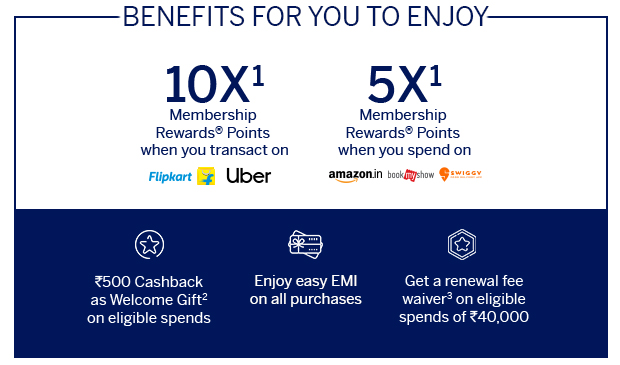 BENEFITS FOR YOU TO ENJOY
10X¹
Membership
Rewards® Points
when you transact on
Flipkart Uber
5X¹
Membership
Rewards® Points
when you spend on
amazon.in bookmyshow SWIGGY
₹500 Cashback
as Welcome Gift²
on eligible spends
Enjoy easy EMI
on all purchases
Get a renewal fee
waiver³ on eligible
spends of ₹40,000